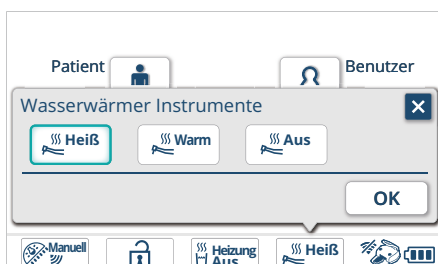 Patient
Benutzer
Wasserwärmer Instrumente
Heiß
Warm
Aus
OK
Manuell
Heizung
Aus
Heiß